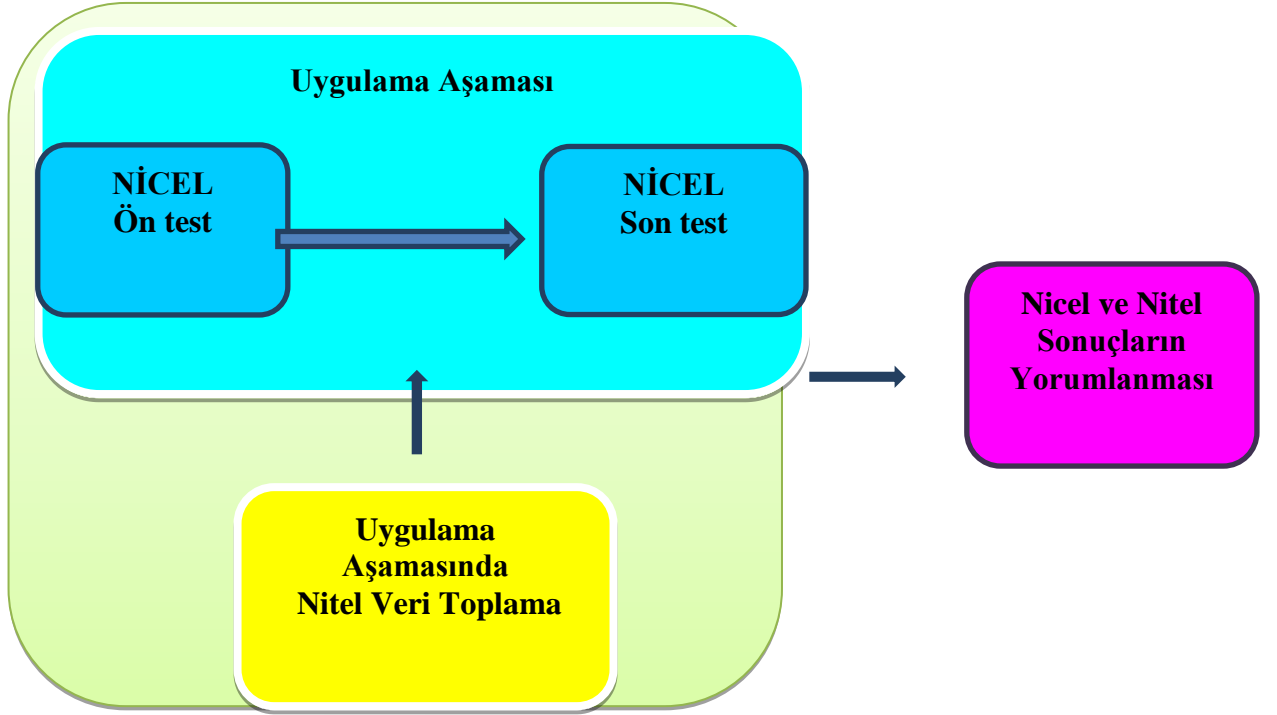 Uygulama Aşaması
NİCEL
Ön test
NİCEL
Son test
Nicel ve Nitel
Sonuçların
Yorumlanması
Uygulama
Aşamasında
Nitel Veri Toplama